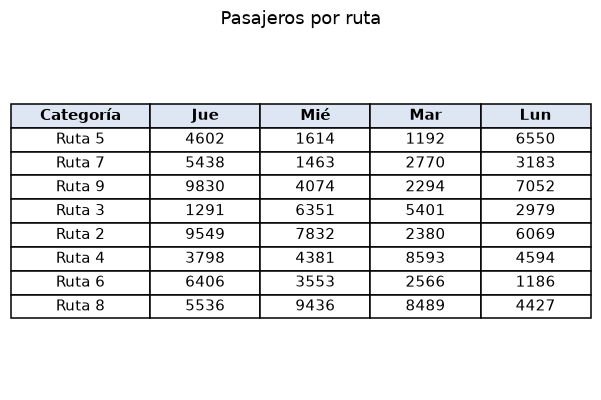 Pasajeros por ruta
Categoría Jue Mié Mar Lun
Ruta 5 4602 1614 1192 6550
Ruta 7 5438 1463 2770 3183
Ruta 9 9830 4074 2294 7052
Ruta 3 1291 6351 5401 2979
Ruta 2 9549 7832 2380 6069
Ruta 4 3798 4381 8593 4594
Ruta 6 6406 3553 2566 1186
Ruta 8 5536 9436 8489 4427